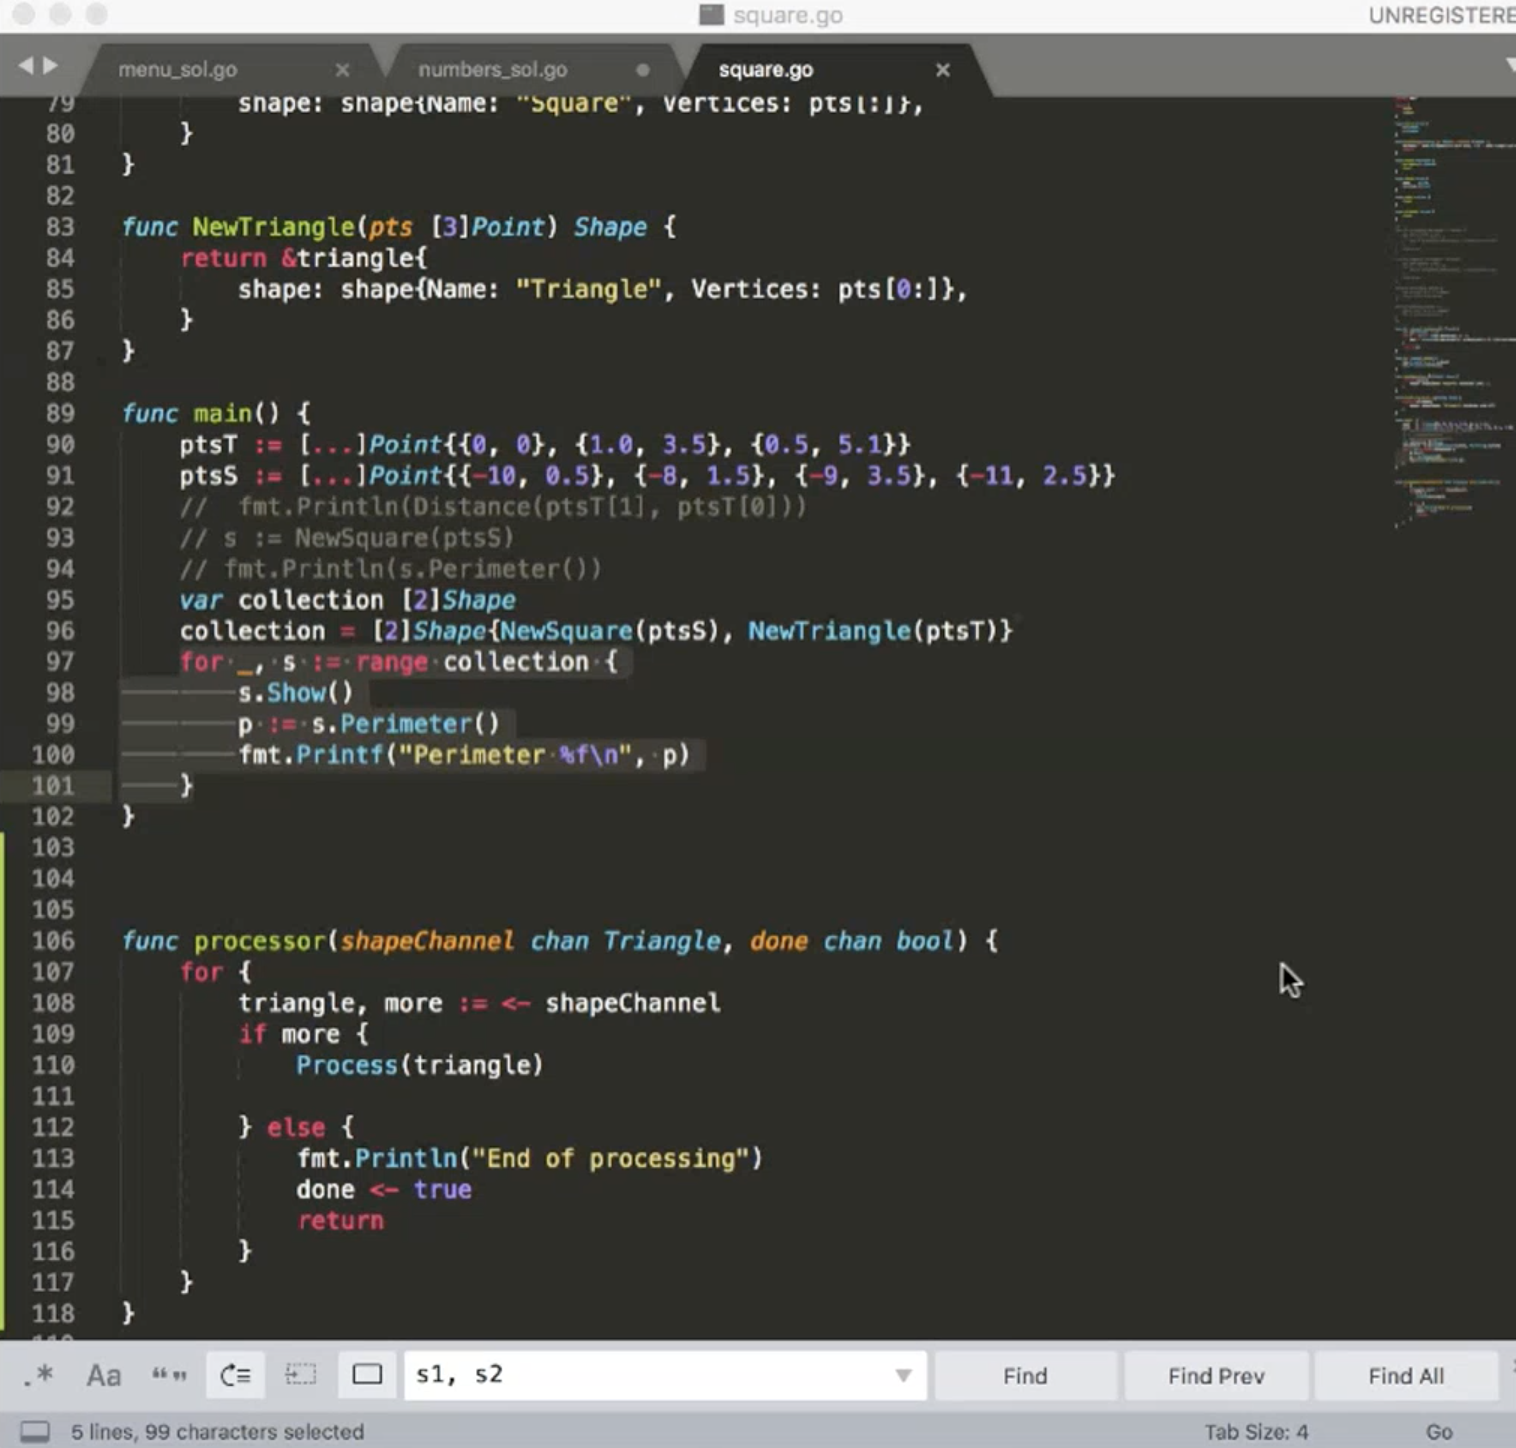 square.go
UNREGISTERE
menu_sol.go
numbers_sol.go
square.go
79 shape: shape{Name: "Square", Vertices: pts[:]},
80 }
81 }
82
83 func NewTriangle(pts [3]Point) Shape {
84 return &triangle{
85 shape: shape{Name: "Triangle", Vertices: pts[0:]},
86 }
87 }
88
89 func main() {
90 ptsT := [...]Point{{0, 0}, {1.0, 3.5}, {0.5, 5.1}}
91 ptsS := [...]Point{{-10, 0.5}, {-8, 1.5}, {-9, 3.5}, {-11, 2.5}}
92 //  fmt.Println(Distance(ptsT[1], ptsT[0]))
93 // s := NewSquare(ptsS)
94 // fmt.Println(s.Perimeter())
95 var collection [2]Shape
96 collection = [2]Shape{NewSquare(ptsS), NewTriangle(ptsT)}
97 for _, s := range collection {
98 s.Show()
99 p := s.Perimeter()
100 fmt.Printf("Perimeter %f\n", p)
101 }
102 }
103
104
105
106 func processor(shapeChannel chan Triangle, done chan bool) {
107 for {
108 triangle, more := <- shapeChannel
109 if more {
110 Process(triangle)
111
112 } else {
113 fmt.Println("End of processing")
114 done <- true
115 return
116 }
117 }
118 }
.* Aa “” s1, s2 Find Find Prev Find All
5 lines, 99 characters selected Tab Size: 4 Go